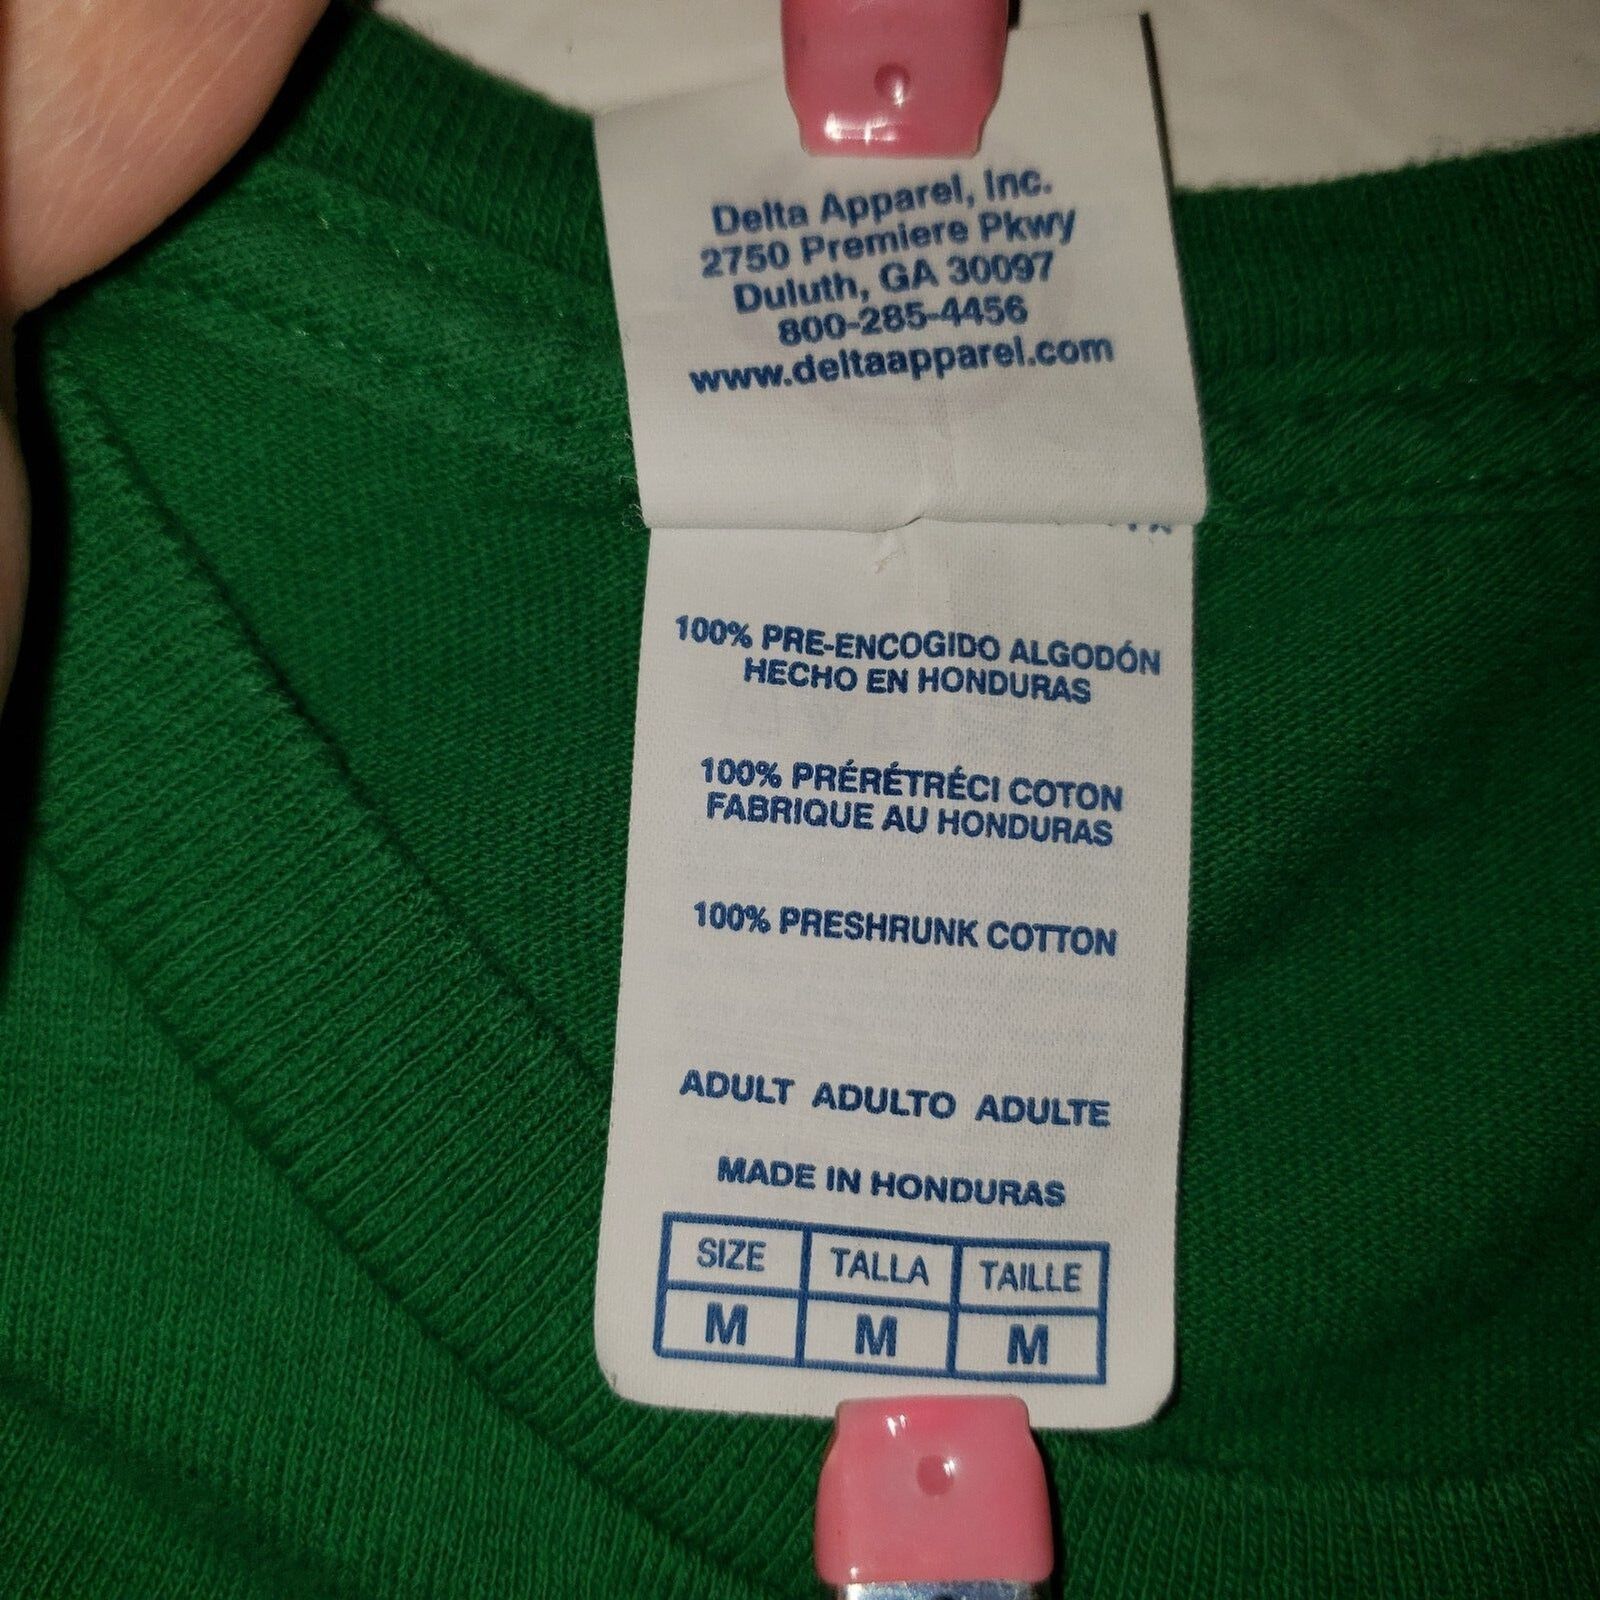 Delta Apparel, Inc.
2750 Premiere Pkwy
Duluth, GA 30097
800-285-4456
www.deltaapparel.com
100% PRE-ENCOGIDO ALGODÓN
HECHO EN HONDURAS
100% PRÉRÉTRÉCI COTON
FABRIQUE AU HONDURAS
100% PRESHRUNK COTTON
ADULT ADULTO ADULTE
MADE IN HONDURAS
SIZE TALLA TAILLE
M M M